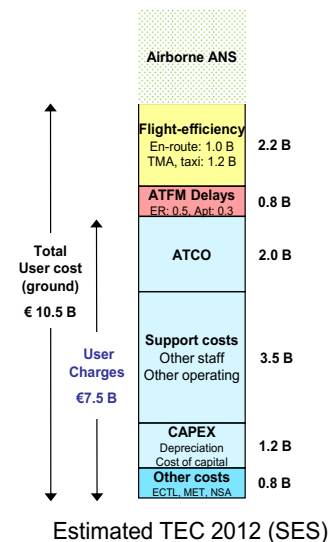 Airborne ANS
Flight-efficiency
En-route: 1.0 B
TMA, taxi: 1.2 B
2.2 B
ATFM Delays
ER: 0.5, Apt: 0.3
0.8 B
Total
User cost
(ground)
€ 10.5 B
ATCO
2.0 B
User
Charges
€7.5 B
Support costs
Other staff
Other operating
3.5 B
CAPEX
Depreciation
Cost of capital
1.2 B
Other costs
ECTL, MET, NSA
0.8 B
Estimated TEC 2012 (SES)